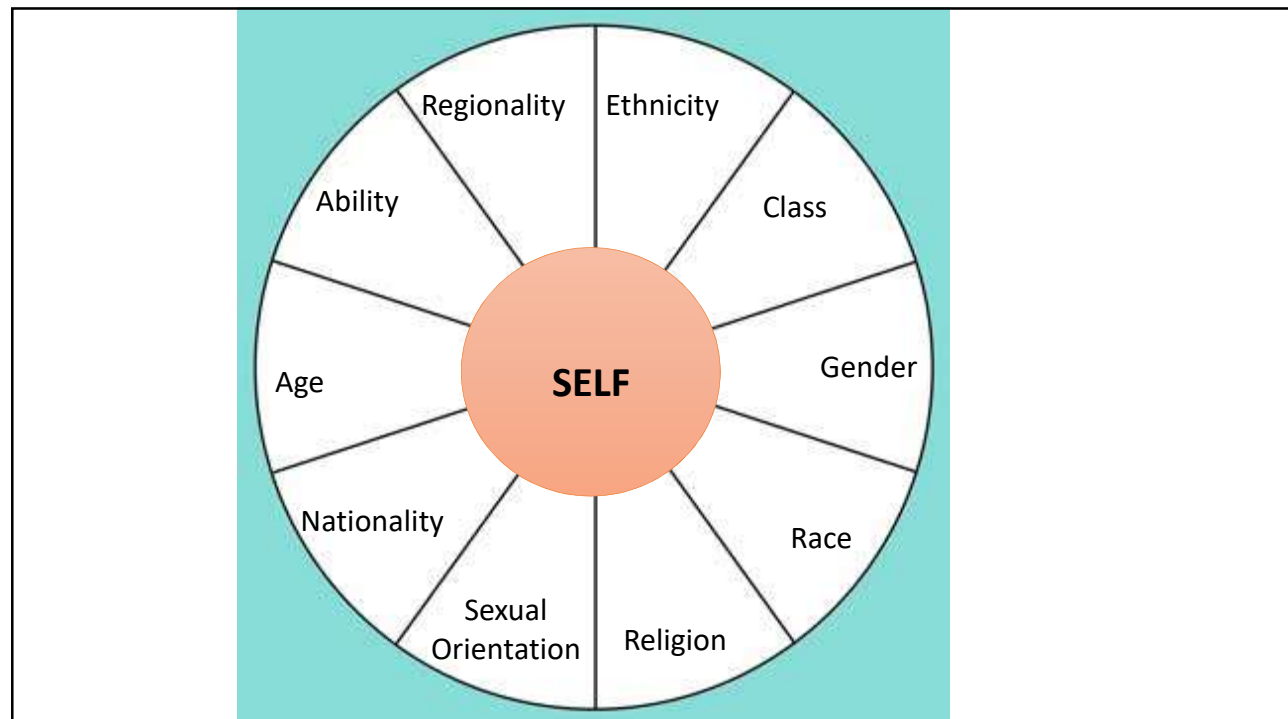 Regionality
Ethnicity
Ability
Class
SELF
Age
Gender
Nationality
Race
Sexual
Orientation
Religion